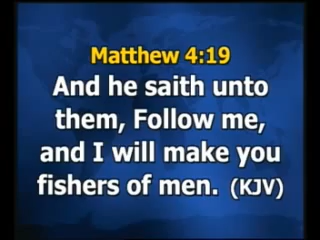 Matthew 4:19
And he saith unto
them, Follow me,
and I will make you
fishers of men. (KJV)